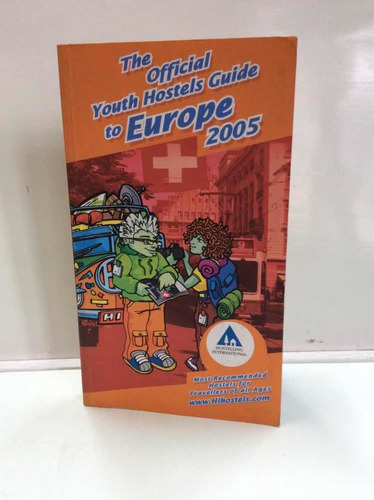 The
Official
Youth Hostels Guide
to Europe
2005
HI
HOSTELLING
INTERNATIONAL
Most Recommended
Hostels for
Travellers of all Ages
www.HIhostels.com